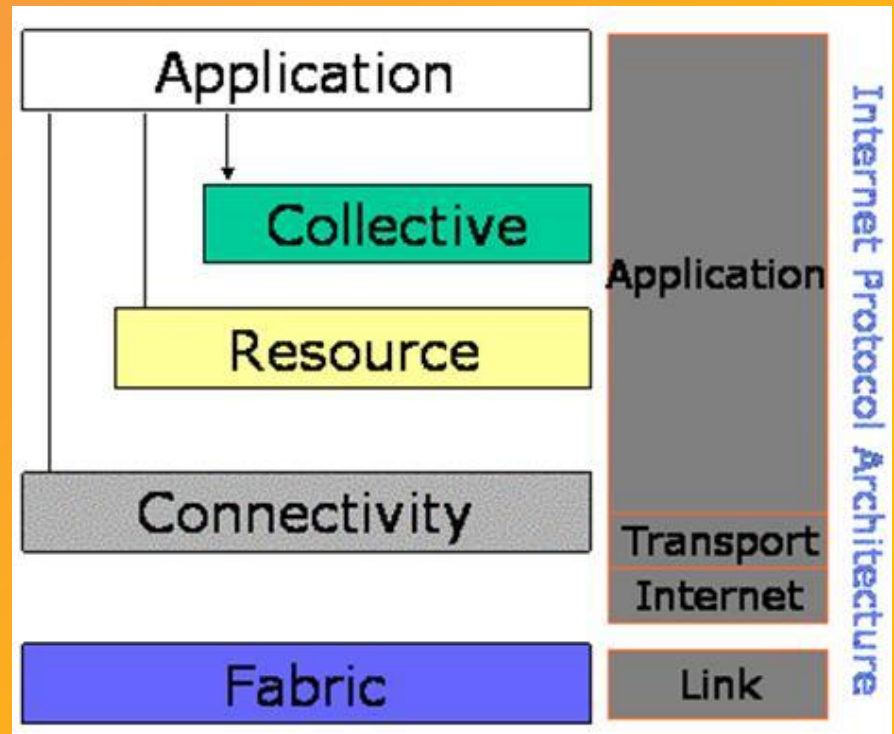 Application
Collective
Resource
Connectivity
Fabric
Application
Transport
Internet
Link
Internet Protocol Architecture